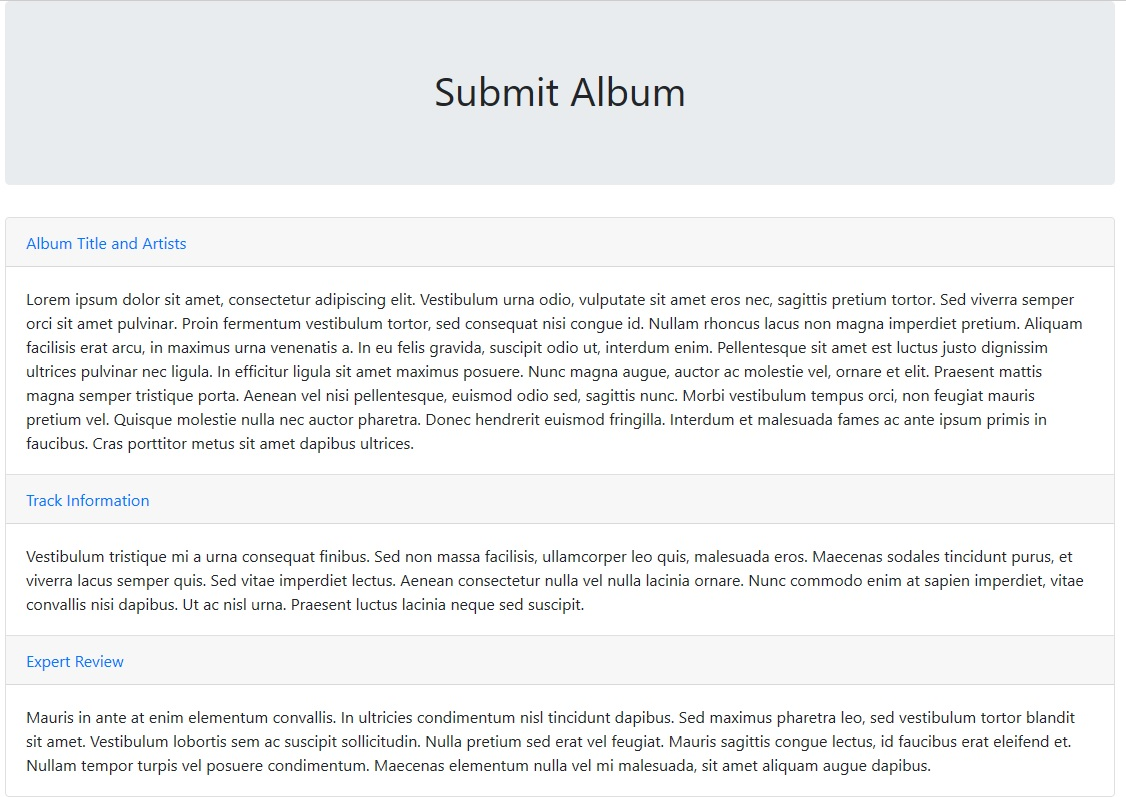 Submit Album
Album Title and Artists
Lorem ipsum dolor sit amet, consectetur adipiscing elit. Vestibulum urna odio, vulputate sit amet eros nec, sagittis pretium tortor. Sed viverra semper
orci sit amet pulvinar. Proin fermentum vestibulum tortor, sed consequat nisi congue id. Nullam rhoncus lacus non magna imperdiet pretium. Aliquam
facilisis erat arcu, in maximus urna venenatis a. In eu felis gravida, suscipit odio ut, interdum enim. Pellentesque sit amet est luctus justo dignissim
ultrices pulvinar nec ligula. In efficitur ligula sit amet maximus posuere. Nunc magna augue, auctor ac molestie vel, ornare et elit. Praesent mattis
magna semper tristique porta. Aenean vel nisi pellentesque, euismod odio sed, sagittis nunc. Morbi vestibulum tempus orci, non feugiat mauris
pretium vel. Quisque molestie nulla nec auctor pharetra. Donec hendrerit euismod fringilla. Interdum et malesuada fames ac ante ipsum primis in
faucibus. Cras porttitor metus sit amet dapibus ultrices.
Track Information
Vestibulum tristique mi a urna consequat finibus. Sed non massa facilisis, ullamcorper leo quis, malesuada eros. Maecenas sodales tincidunt purus, et
viverra lacus semper quis. Sed vitae imperdiet lectus. Aenean consectetur nulla vel nulla lacinia ornare. Nunc commodo enim at sapien imperdiet, vitae
convallis nisi dapibus. Ut ac nisl urna. Praesent luctus lacinia neque sed suscipit.
Expert Review
Mauris in ante at enim elementum convallis. In ultricies condimentum nisl tincidunt dapibus. Sed maximus pharetra leo, sed vestibulum tortor blandit
sit amet. Vestibulum lobortis sem ac suscipit sollicitudin. Nulla pretium sed erat vel feugiat. Mauris sagittis congue lectus, id faucibus erat eleifend et.
Nullam tempor turpis vel posuere condimentum. Maecenas elementum nulla vel mi malesuada, sit amet aliquam augue dapibus.